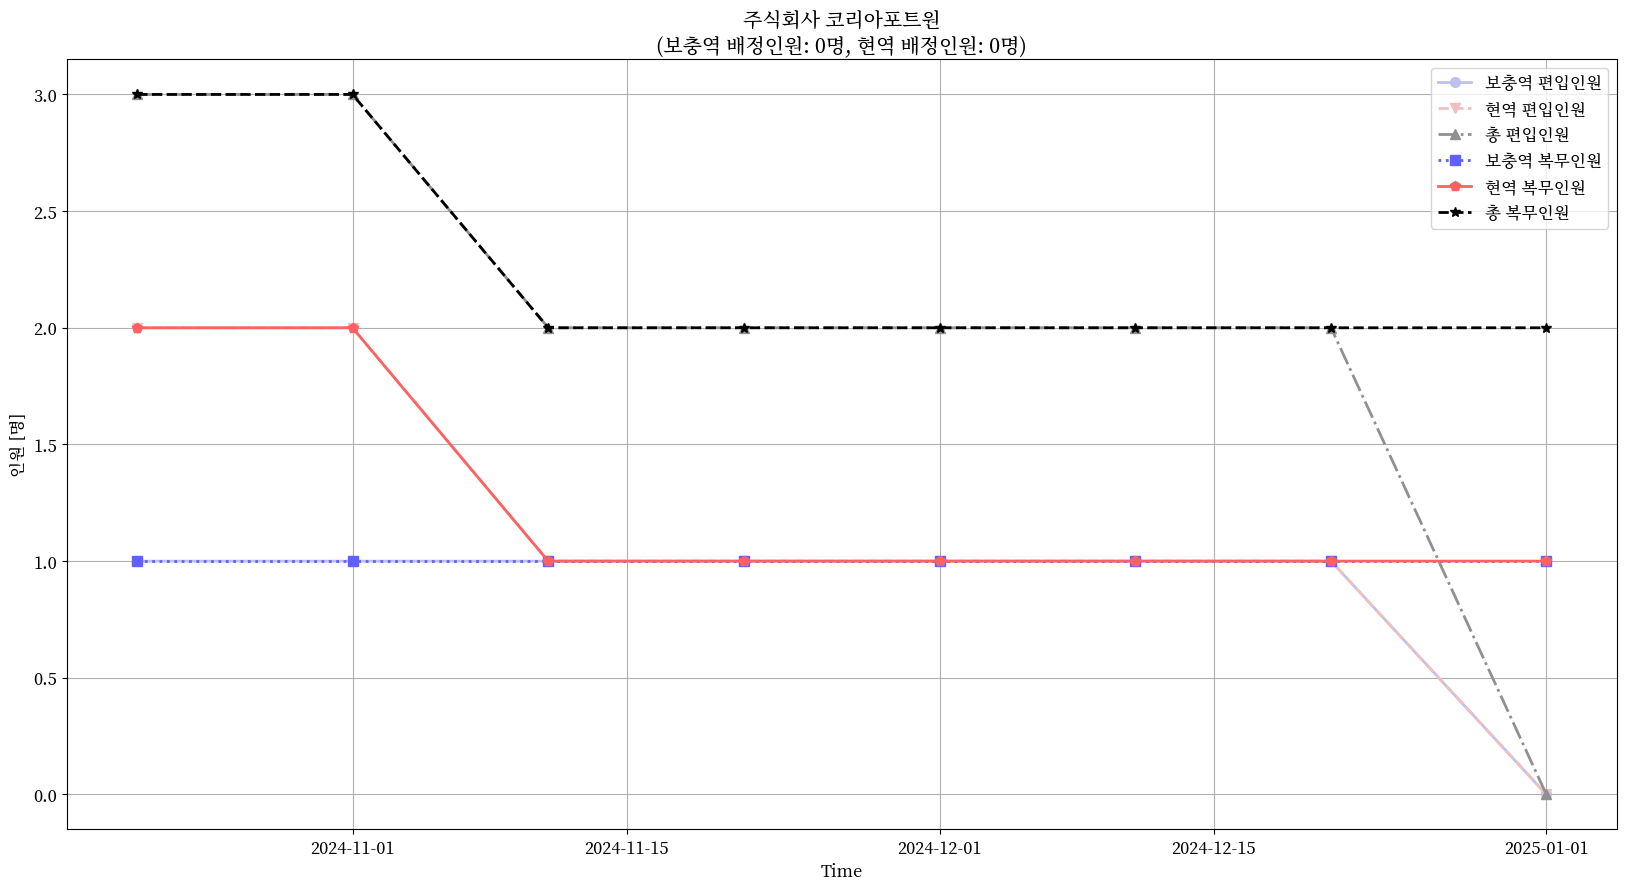 주식회사 코리아포트원
(보충역 배정인원: 0명, 현역 배정인원: 0명)
보충역 편입인원
현역 편입인원
총 편입인원
보충역 복무인원
현역 복무인원
총 복무인원
3.0
2.5
2.0
1.5
1.0
0.5
0.0
인원 [명]
2024-11-01
2024-11-15
2024-12-01
2024-12-15
2025-01-01
Time